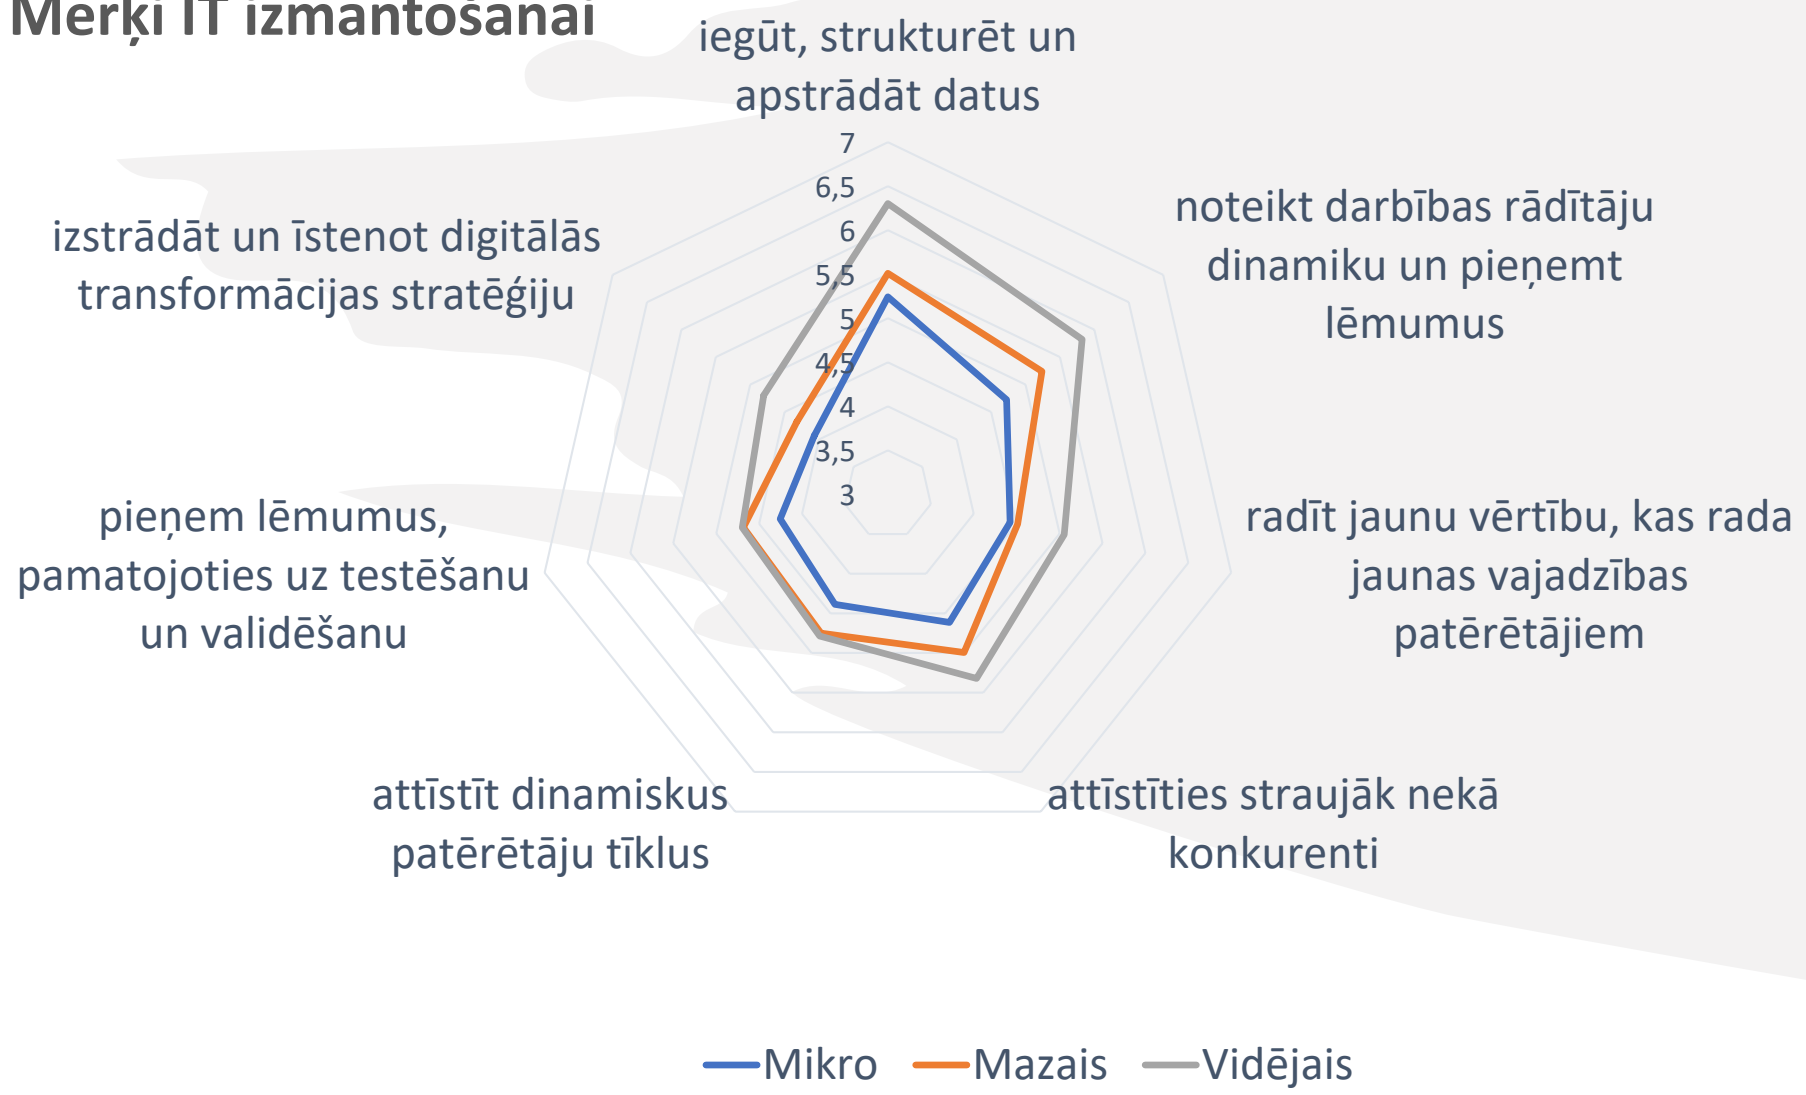 Mērķi IT izmantošanai
iegūt, strukturēt un
apstrādāt datus
noteikt darbības rādītāju
dinamiku un pieņemt
lēmumus
radīt jaunu vērtību, kas rada
jaunas vajadzības
patērētājiem
attīstīties straujāk nekā
konkurenti
attīstīt dinamiskus
patērētāju tīklus
pieņem lēmumus,
pamatojoties uz testēšanu
un validēšanu
izstrādāt un īstenot digitālās
transformācijas stratēģiju
7
6,5
6
5,5
5
4,5
4
3,5
3
Mikro Mazais Vidējais